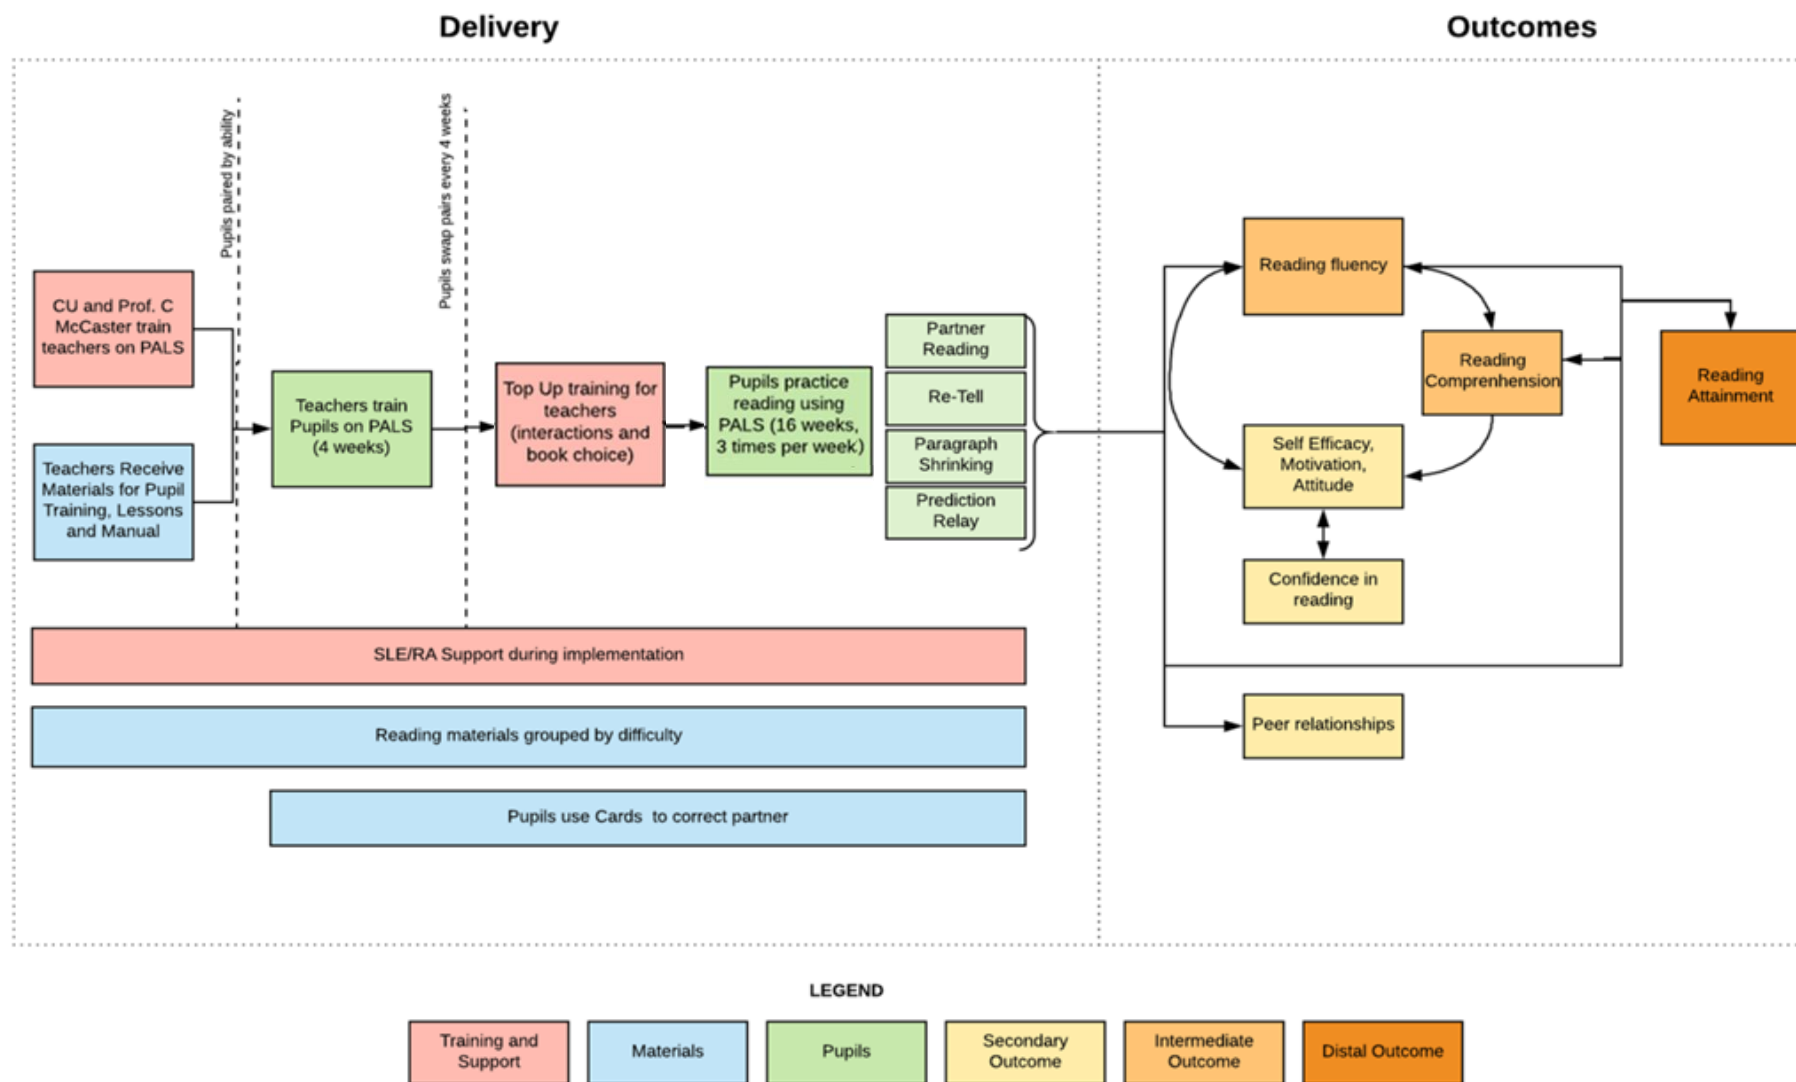 Delivery
Outcomes
Pupils paired by ability
Pupils swap pairs every 4 weeks
CU and Prof. C
McCaster train
teachers on PALS
Teachers Receive
Materials for Pupil
Training, Lessons
and Manual
Teachers train
Pupils on PALS
(4 weeks)
Top Up training for
teachers
(interactions and
book choice)
Pupils practice
reading using
PALS (16 weeks,
3 times per week)
Partner
Reading
Re-Tell
Paragraph
Shrinking
Prediction
Relay
Reading fluency
Reading
Comprenhension
Reading
Attainment
Self Efficacy,
Motivation,
Attitude
Confidence in
reading
Peer relationships
SLE/RA Support during implementation
Reading materials grouped by difficulty
Pupils use Cards  to correct partner
LEGEND
Training and
Support
Materials
Pupils
Secondary
Outcome
Intermediate
Outcome
Distal Outcome